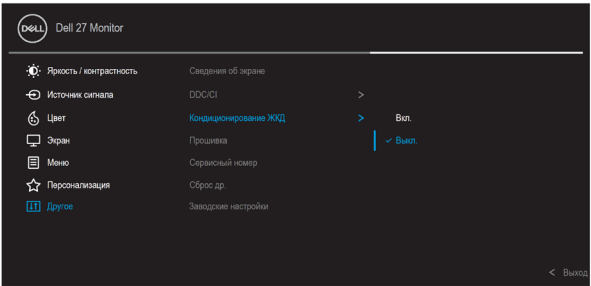 DELL Dell 27 Monitor
Яркость / контрастность Сведения об экране
Источник сигнала DDC/CI >
Цвет Кондиционирование ЖКД > Вкл.
Экран Прошивка ✓ Выкл.
Меню Сервисный номер
Персонализация Сброс др.
Другое Заводские настройки
< Выход